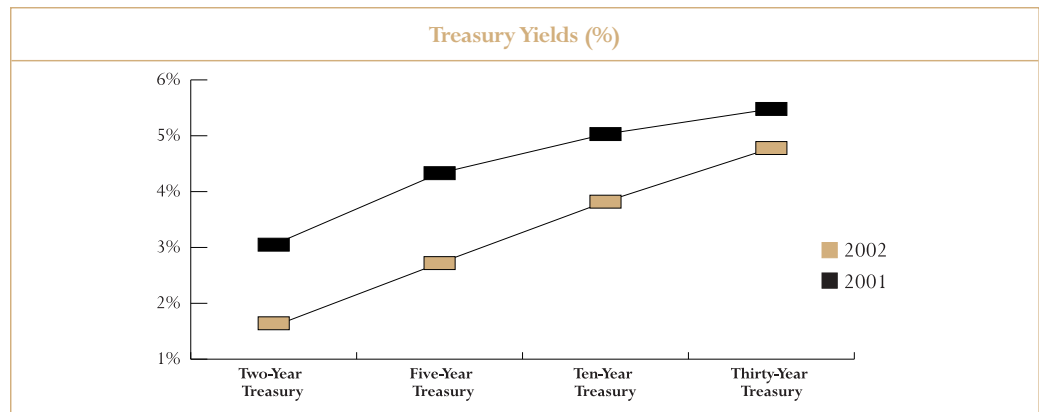 Treasury Yields (%)
6%
5%
4%
3%
2%
1%
2002
2001
Two-Year Five-Year Ten-Year Thirty-Year
Treasury Treasury Treasury Treasury